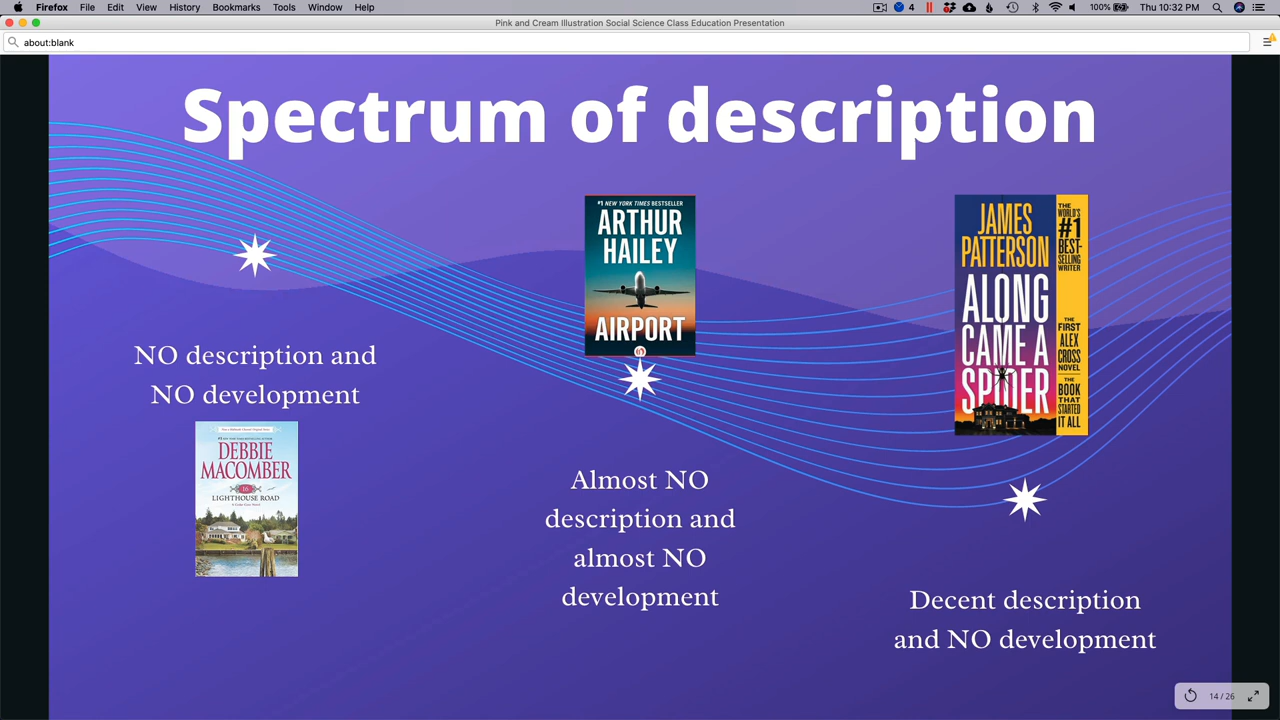 Firefox File Edit View History Bookmarks Tools Window Help 4 100% Thu 10:32 PM
Pink and Cream Illustration Social Science Class Education Presentation
about:blank
Spectrum of description
NO description and
NO development
DEBBIE
MACOMBER
16
LIGHTHOUSE ROAD
A Cedar Cove Novel
#1 NEW YORK TIMES BESTSELLER
ARTHUR
HAILEY
AIRPORT
Almost NO
description and
almost NO
development
JAMES
PATTERSON
ALONG
CAME A
SPIDER
THE
WORLD'S
#1
BEST-
SELLING
WRITER
THE
FIRST
ALEX
CROSS
NOVEL
THE
BOOK
THAT
STARTED
IT ALL
Decent description
and NO development
14 / 26